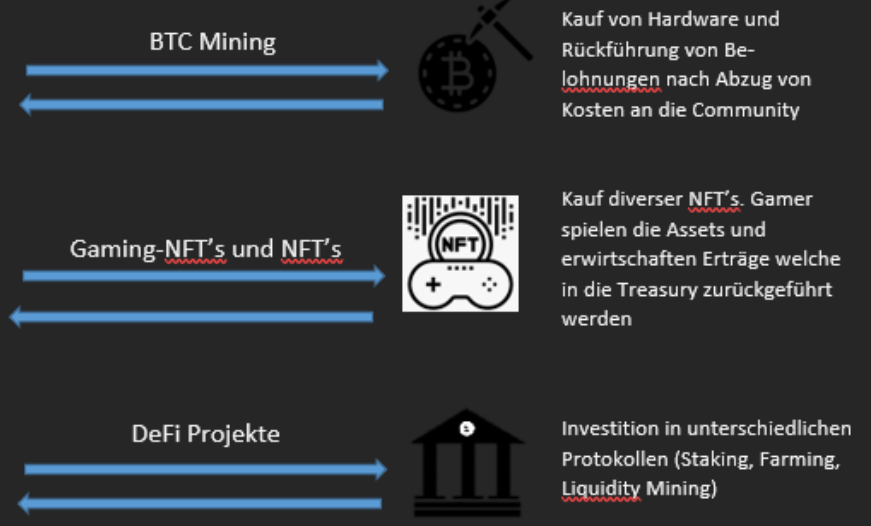 BTC Mining
Kauf von Hardware und
Rückführung von Be-
lohnungen nach Abzug von
Kosten an die Community
Gaming-NFT's und NFT's
NFT
Kauf diverser NFT's. Gamer
spielen die Assets und
erwirtschaften Erträge welche
in die Treasury zurückgeführt
werden
DeFi Projekte
Investition in unterschiedlichen
Protokollen (Staking, Farming,
Liquidity Mining)